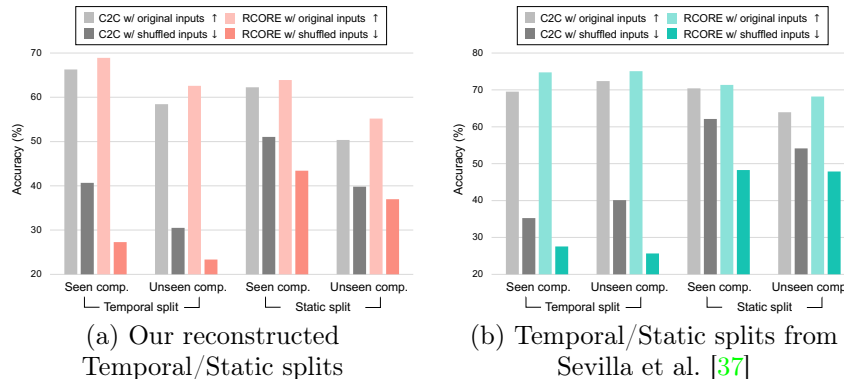 C2C w/ original inputs ↑ RCORE w/ original inputs ↑
C2C w/ shuffled inputs ↓ RCORE w/ shuffled inputs ↓
Accuracy (%)
70
60
50
40
30
20
Seen comp. Unseen comp. Seen comp. Unseen comp.
Temporal split Static split
(a) Our reconstructed
Temporal/Static splits
C2C w/ original inputs ↑ RCORE w/ original inputs ↑
C2C w/ shuffled inputs ↓ RCORE w/ shuffled inputs ↓
Accuracy (%)
80
70
60
50
40
30
20
Seen comp. Unseen comp. Seen comp. Unseen comp
Temporal split Static split
(b) Temporal/Static splits from
Sevilla et al. [37]